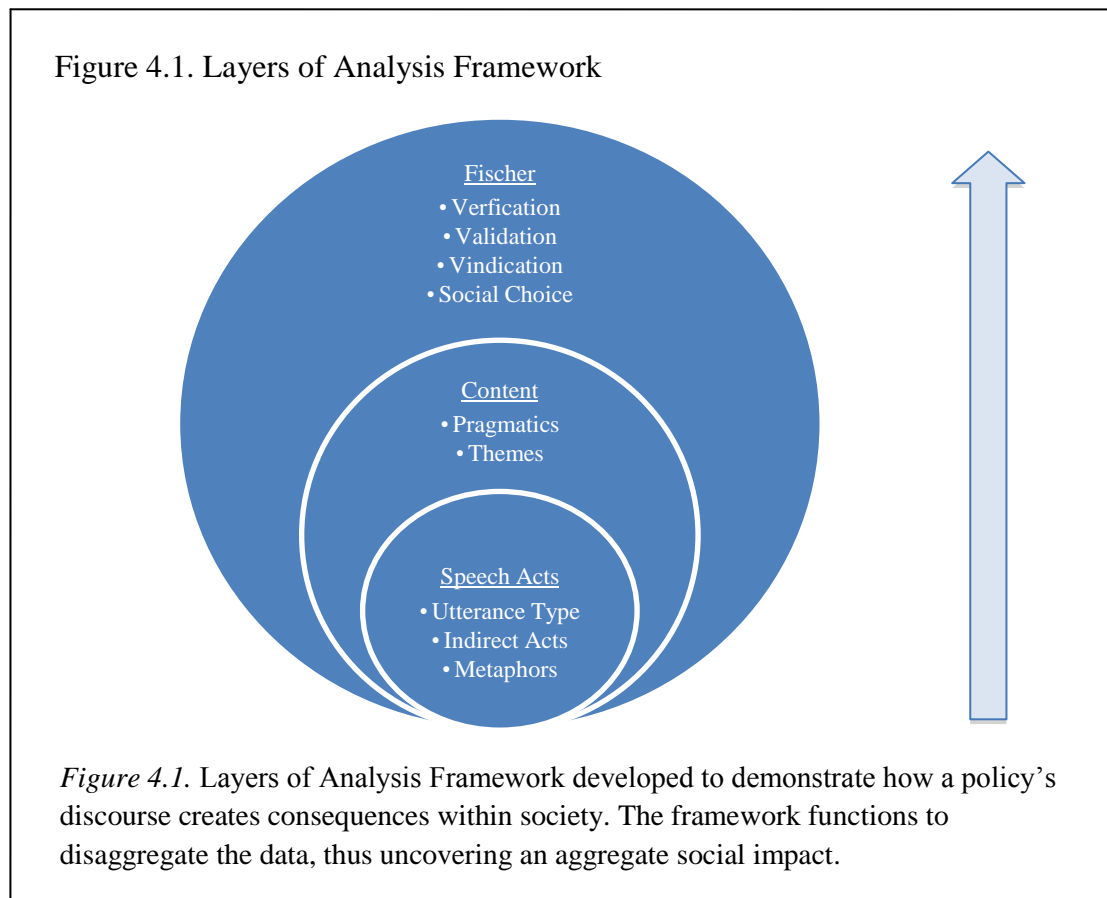 Figure 4.1. Layers of Analysis Framework
Fischer
• Verfication
• Validation
• Vindication
• Social Choice
Content
• Pragmatics
• Themes
Speech Acts
• Utterance Type
• Indirect Acts
• Metaphors
Figure 4.1. Layers of Analysis Framework developed to demonstrate how a policy’s
discourse creates consequences within society. The framework functions to
disaggregate the data, thus uncovering an aggregate social impact.